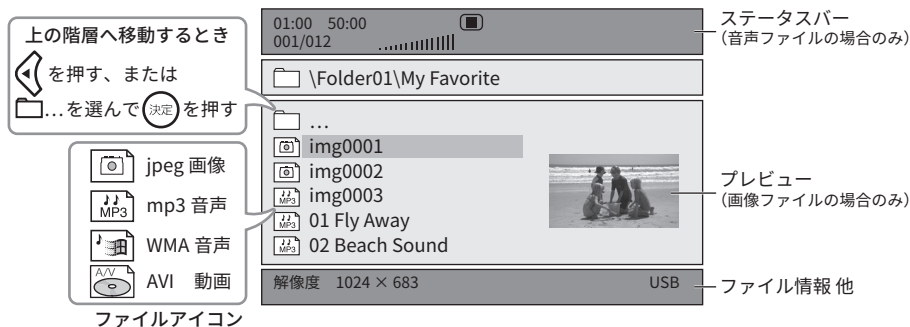 上の階層へ移動するとき
を押す、または
…を選んで 決定 を押す
jpeg 画像
MP3 mp3 音声
WMA 音声
A/V AVI 動画
ファイルアイコン
01:00 50:00
001/012
\Folder01\My Favorite
…
img0001
img0002
MP3 img0003
MP3 01 Fly Away
MP3 02 Beach Sound
解像度 1024 × 683 USB
ステータスバー
（音声ファイルの場合のみ）
プレビュー
（画像ファイルの場合のみ）
ファイル情報 他